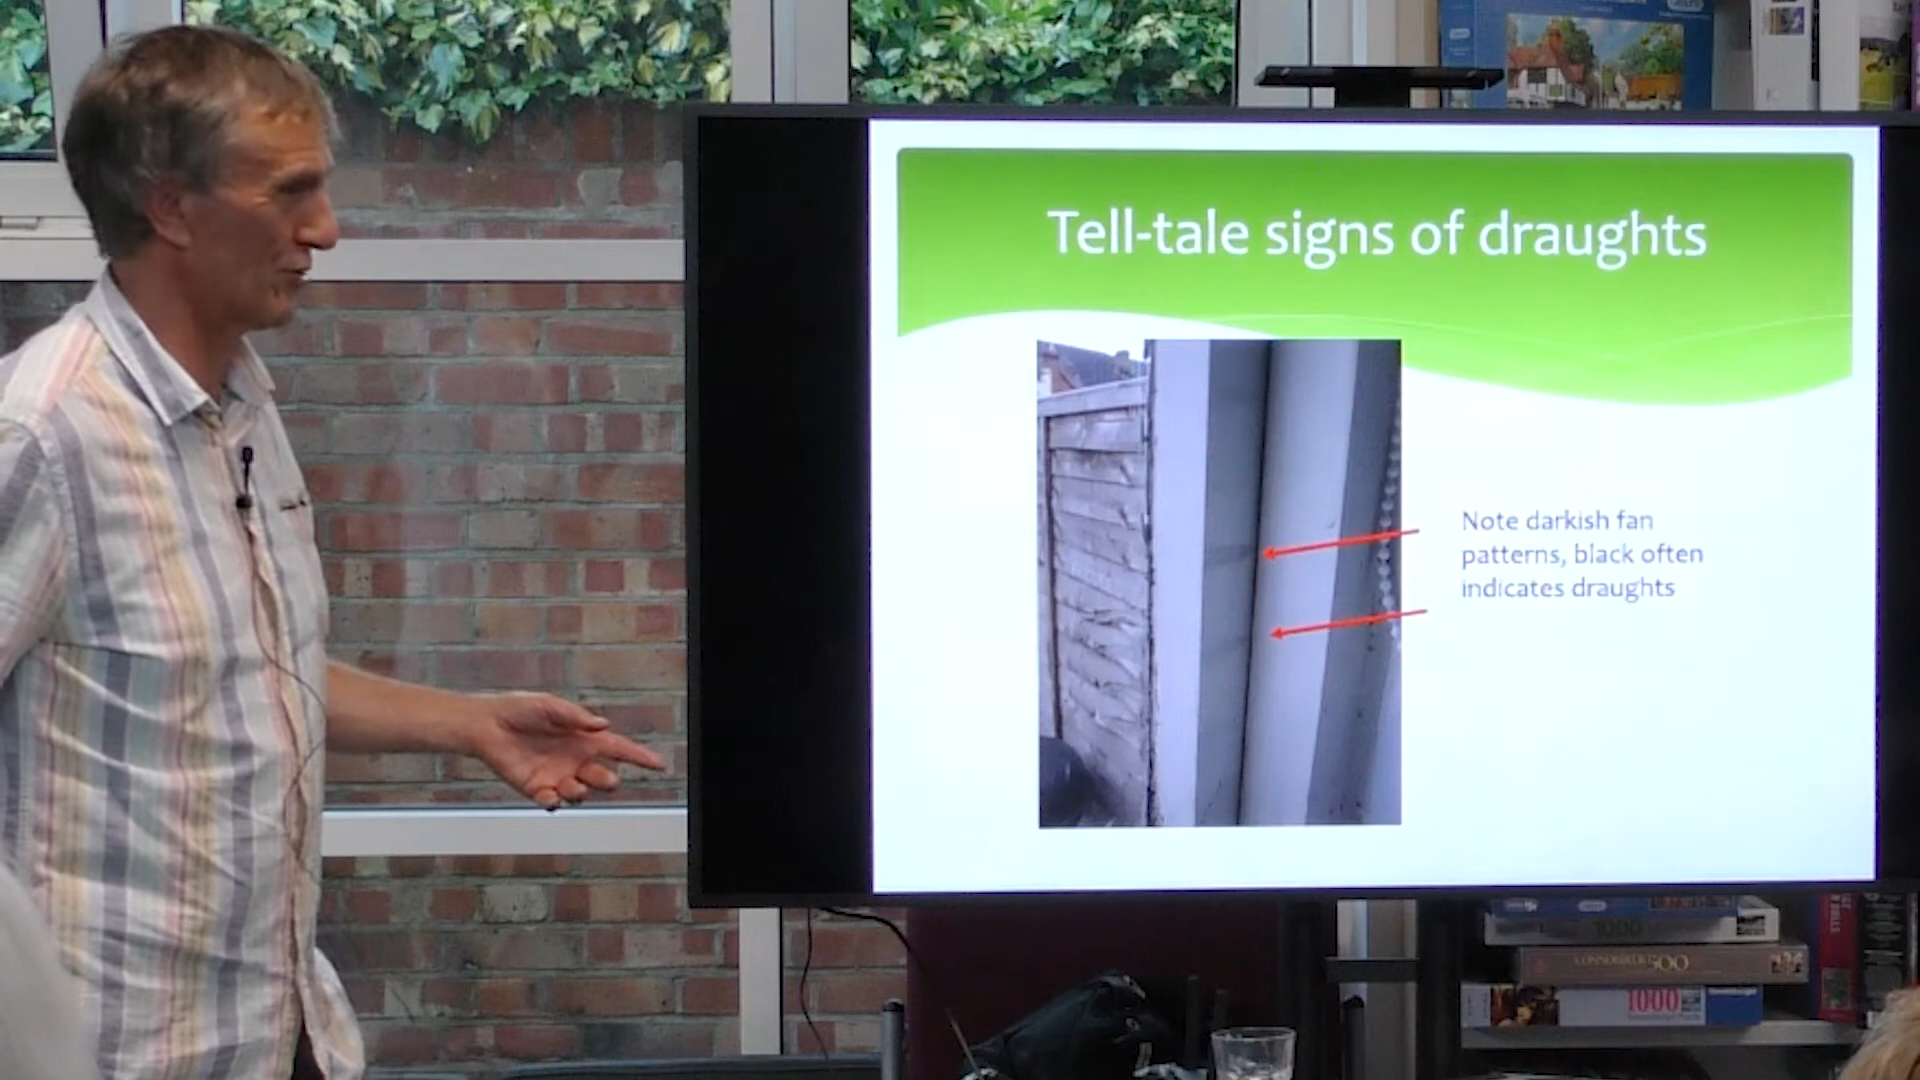 Tell-tale signs of draughts
Note darkish fan
patterns, black often
indicates draughts
1000
500
1000